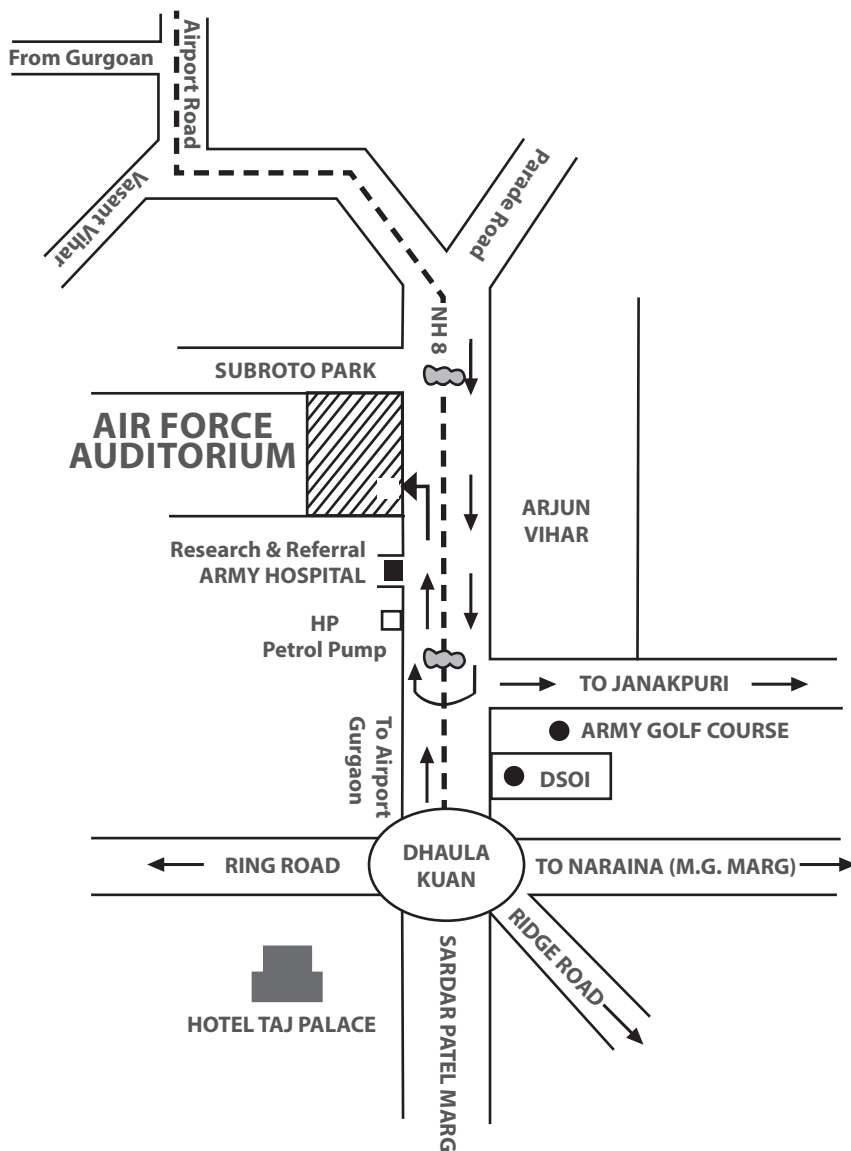 From Gurgoan
Airport Road
Vasant Vihar
Parade Road
NH 8
SUBROTO PARK
AIR FORCE
AUDITORIUM
ARJUN
VIHAR
Research & Referral
ARMY HOSPITAL
HP
Petrol Pump
TO JANAKPURI
ARMY GOLF COURSE
To Airport
Gurgaon
DSOI
RING ROAD
DHAULA
KUAN
TO NARAINA (M.G. MARG)
RIDGE ROAD
SARDAR PATEL MARG
HOTEL TAJ PALACE